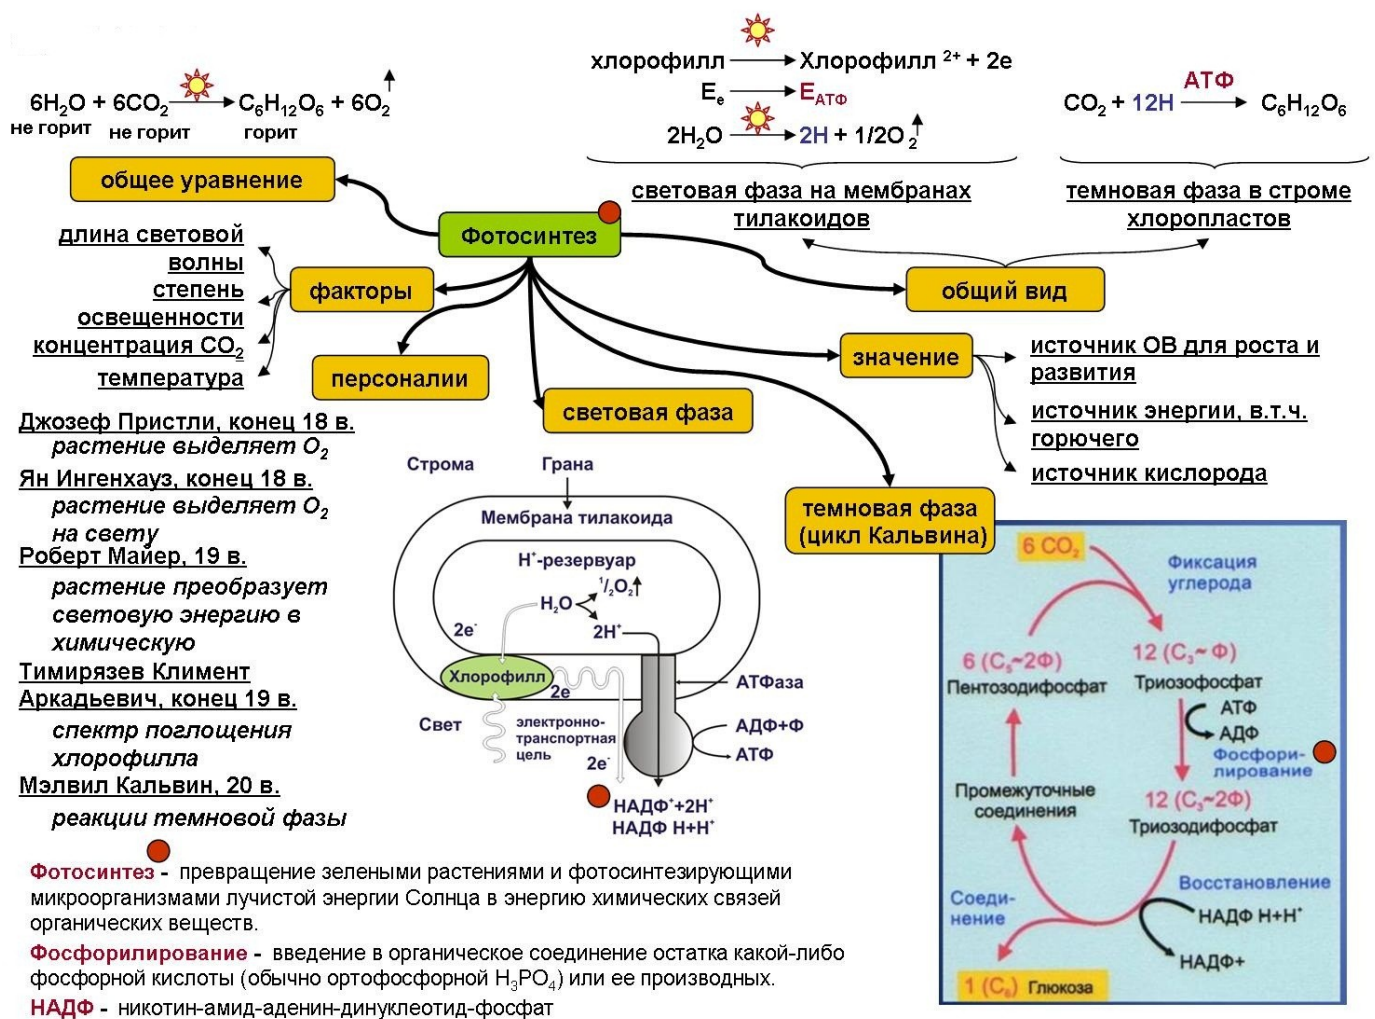 6H₂O + 6CO₂ → C₆H₁₂O₆ + 6O₂↑
не горит не горит горит
общее уравнение
хлорофилл → Хлорофилл ²⁺ + 2е
Eₑ → E_АТФ
2H₂O → 2H + 1/2O₂↑
световая фаза на мембранах
тилакоидов
АТФ
CO₂ + 12H → C₆H₁₂O₆
темновая фаза в строме
хлоропластов
Фотосинтез
общий вид
длина световой
волны
степень
освещенности
концентрация CO₂
температура
факторы
персоналии
световая фаза
темновая фаза
(цикл Кальвина)
значение
источник ОВ для роста и
развития
источник энергии, в.т.ч.
горючего
источник кислорода
Джозеф Пристли, конец 18 в.
растение выделяет О₂
Ян Ингенхауз, конец 18 в.
растение выделяет О₂
на свету
Роберт Майер, 19 в.
растение преобразует
световую энергию в
химическую
Тимирязев Климент
Аркадьевич, конец 19 в.
спектр поглощения
хлорофилла
Мэлвил Кальвин, 20 в.
реакции темновой фазы
Строма Грана
Мембрана тилакоида
Н⁺-резервуар
¹/₂O₂↑
H₂O
2e⁻ 2H⁺
Хлорофилл
2e⁻
АТФаза
Свет
электронно-
транспортная
цель
АДФ+Ф
АТФ
2e⁻
НАДФ⁺+2Н⁺
НАДФ Н+Н⁺
6 CO₂
Фиксация
углерода
6 (C₅~2Ф)
Пентозодифосфат
12 (C₃~Ф)
Триозофосфат
АТФ
АДФ
Фосфори-
лирование
Промежуточные
соединения
12 (C₃~2Ф)
Триозодифосфат
Восстановление
НАДФ Н+Н⁺
НАДФ+
Соеди-
нение
1 (C₆) Глюкоза
Фотосинтез - превращение зелеными растениями и фотосинтезирующими
микроорганизмами лучистой энергии Солнца в энергию химических связей
органических веществ.
Фосфорилирование - введение в органическое соединение остатка какой-либо
фосфорной кислоты (обычно ортофосфорной H₃PO₄) или ее производных.
НАДФ - никотин-амид-аденин-динуклеотид-фосфат